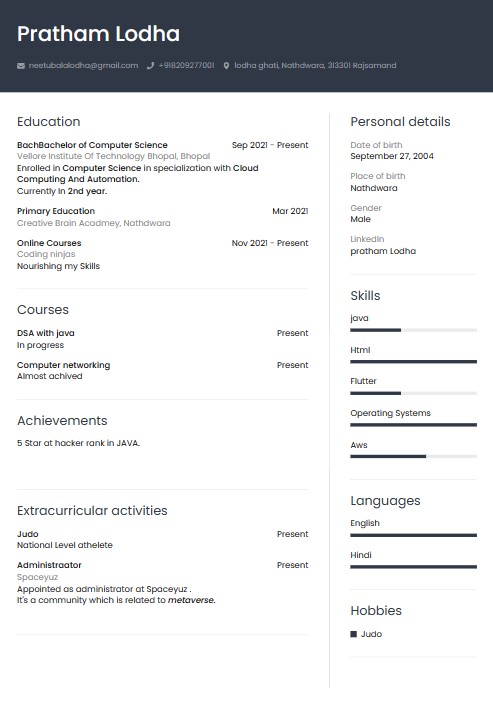 Pratham Lodha
neetubalalodha@gmail.com +918209277001 lodha ghati, Nathdwara, 313301 Rajsamand
Education
BachBachelor of Computer Science Sep 2021 - Present
Vellore Institute Of Technology Bhopal, Bhopal
Enrolled in Computer Science in specialization with Cloud
Computing And Automation.
Currently In 2nd year.
Primary Education Mar 2021
Creative Brain Acadmey, Nathdwara
Online Courses Nov 2021 - Present
Coding ninjas
Nourishing my Skills
Courses
DSA with java Present
In progress
Computer networking Present
Almost achived
Achievements
5 Star at hacker rank in JAVA.
Extracurricular activities
Judo Present
National Level athelete
Administraator Present
Spaceyuz
Appointed as administrator at Spaceyuz .
It's a community which is related to metaverse.
Personal details
Date of birth
September 27, 2004
Place of birth
Nathdwara
Gender
Male
LinkedIn
pratham Lodha
Skills
java
Html
Flutter
Operating Systems
Aws
Languages
English
Hindi
Hobbies
Judo